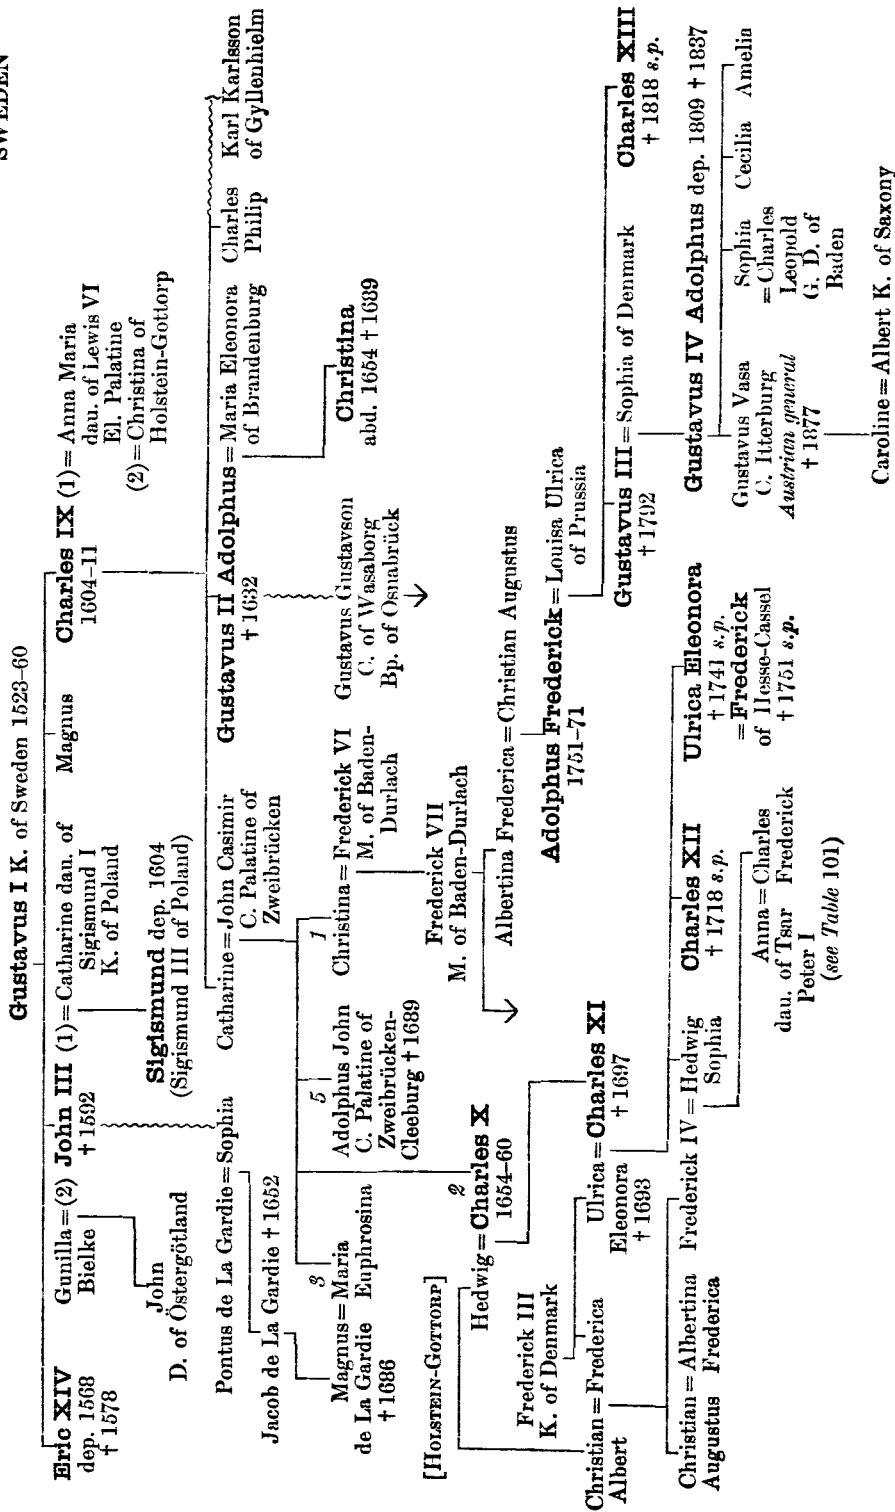 SWEDEN
Gustavus I K. of Sweden 1523–60
Eric XIV
dep. 1568
† 1578
Gunilla = (2) John III (1) = Catharine dau. of
Bielke
† 1592
Sigismund I
K. of Poland
Magnus
Charles IX (1) = Anna Maria
1604–11
dau. of Lewis VI
El. Palatine
(2) = Christina of
Holstein-Gottorp
John
D. of Östergötland
Sigismund dep. 1604
(Sigismund III of Poland)
Pontus de La Gardie = Sophia
Catharine = John Casimir
C. Palatine of
Zweibrücken
Gustavus II Adolphus = Maria Eleonora
† 1632
of Brandenburg
Charles
Philip
Karl Karlsson
of Gyllenhielm
Jacob de La Gardie † 1652
Christina
abd. 1654 † 1689
3
Magnus = Maria
de La Gardie Euphrosina
† 1686
5
Adolphus John
C. Palatine of
Zweibrücken-
Cleeburg † 1689
1
Christina = Frederick VI
M. of Baden-
Durlach
Gustavus Gustavson
C. of Wasaborg
Bp. of Osnabrück
[HOLSTEIN-GOTTORP]
2
Hedwig = Charles X
1654–60
Frederick VII
M. of Baden-Durlach
Frederick III
K. of Denmark
Albertina Frederica = Christian Augustus
Christian = Frederica
Albert
Ulrica = Charles XI
Eleonora
† 1693
† 1697
Adolphus Frederick = Louisa Ulrica
1751–71
of Prussia
Gustavus III = Sophia of Denmark
† 1792
Charles XIII
† 1818 s.p.
Christian = Albertina
Augustus Frederica
Frederick IV = Hedwig
Sophia
Charles XII
† 1718 s.p.
Ulrica Eleonora
† 1741 s.p.
= Frederick
of Hesse-Cassel
† 1751 s.p.
Gustavus IV Adolphus dep. 1809 † 1837
Anna = Charles
dau. of Tsar Frederick
Peter I
(see Table 101)
Gustavus Vasa
C. Itterburg
Austrian general
† 1877
Sophia
= Charles
Leopold
G. D. of
Baden
Cecilia
Amelia
Caroline = Albert K. of Saxony